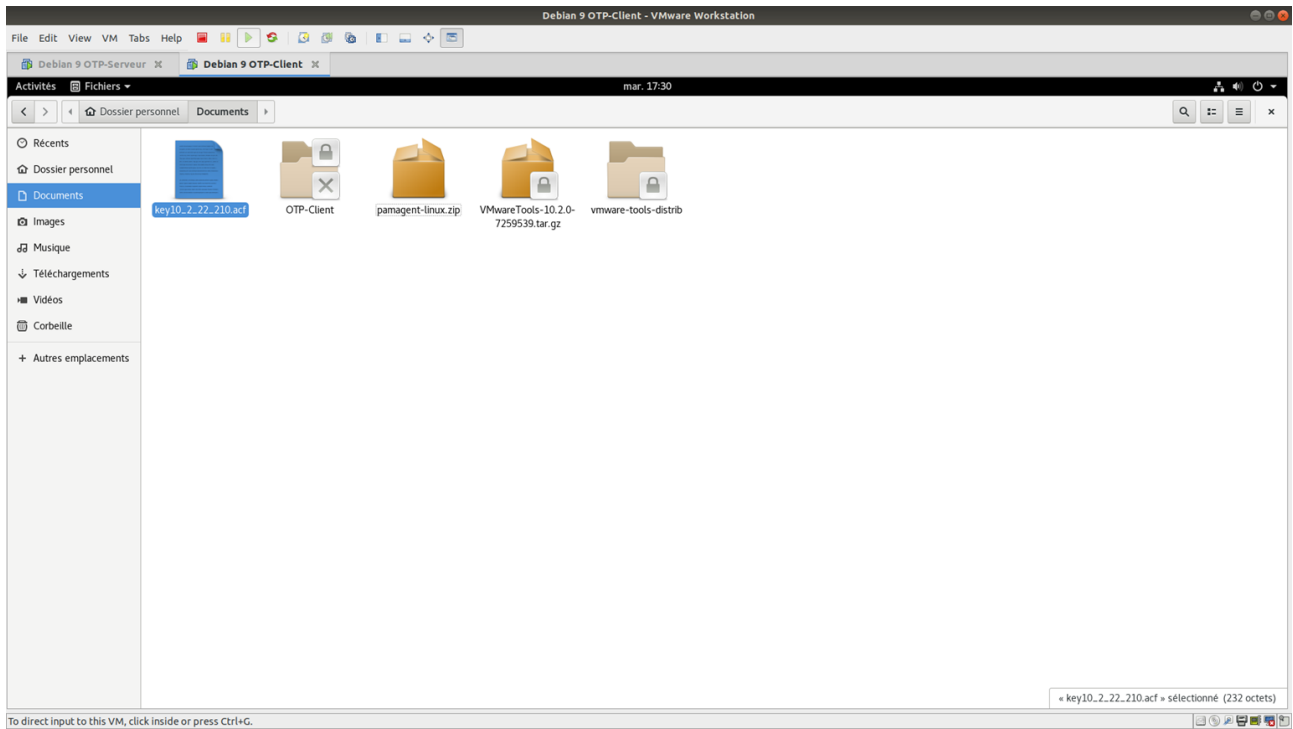 Debian 9 OTP-Client - VMware Workstation
File Edit View VM Tabs Help
Debian 9 OTP-Serveur
Debian 9 OTP-Client
Activités Fichiers mar. 17:30
Dossier personnel Documents
Récents
Dossier personnel
Documents
Images
Musique
Téléchargements
Vidéos
Corbeille
+ Autres emplacements
key10_2_22_210.acf
OTP-Client
pamagent-linux.zip
VMwareTools-10.2.0-
7259539.tar.gz
vmware-tools-distrib
« key10_2_22_210.acf » sélectionné (232 octets)
To direct input to this VM, click inside or press Ctrl+G.